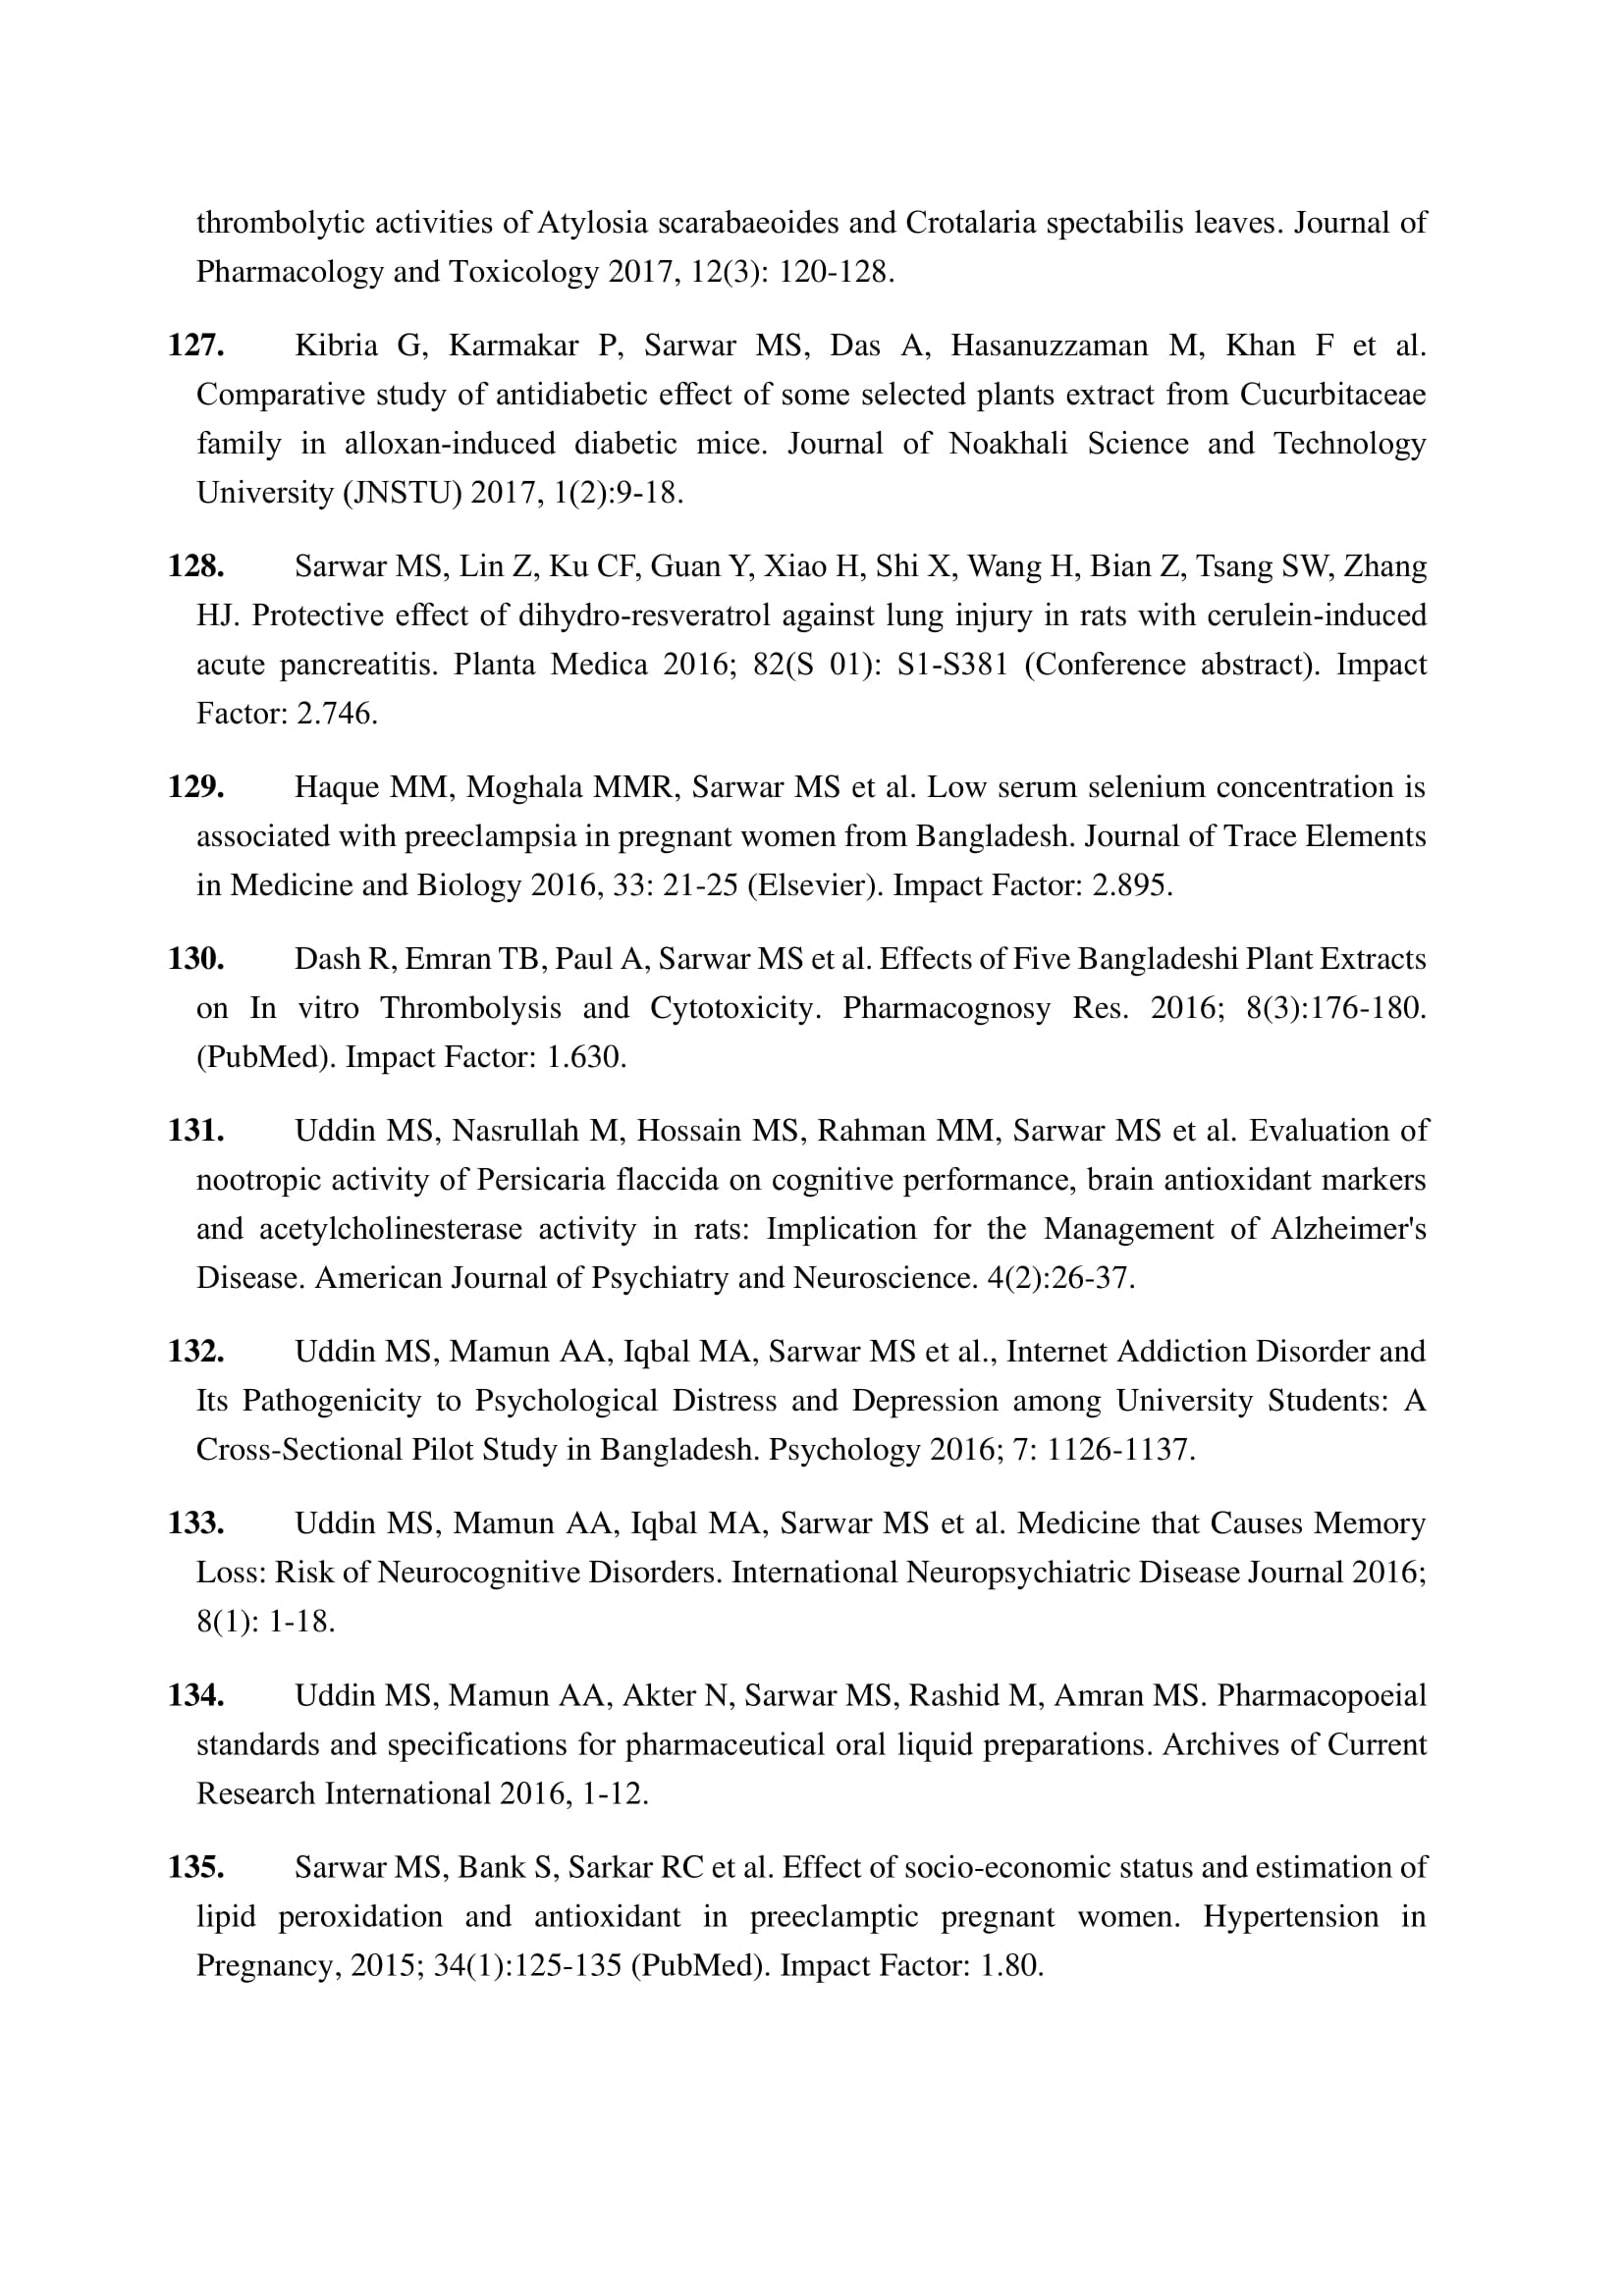 thrombolytic activities of Atylosia scarabaeoides and Crotalaria spectabilis leaves. Journal of
Pharmacology and Toxicology 2017, 12(3): 120-128.
127. Kibria G, Karmakar P, Sarwar MS, Das A, Hasanuzzaman M, Khan F et al.
Comparative study of antidiabetic effect of some selected plants extract from Cucurbitaceae
family in alloxan-induced diabetic mice. Journal of Noakhali Science and Technology
University (JNSTU) 2017, 1(2):9-18.
128. Sarwar MS, Lin Z, Ku CF, Guan Y, Xiao H, Shi X, Wang H, Bian Z, Tsang SW, Zhang
HJ. Protective effect of dihydro-resveratrol against lung injury in rats with cerulein-induced
acute pancreatitis. Planta Medica 2016; 82(S 01): S1-S381 (Conference abstract). Impact
Factor: 2.746.
129. Haque MM, Moghala MMR, Sarwar MS et al. Low serum selenium concentration is
associated with preeclampsia in pregnant women from Bangladesh. Journal of Trace Elements
in Medicine and Biology 2016, 33: 21-25 (Elsevier). Impact Factor: 2.895.
130. Dash R, Emran TB, Paul A, Sarwar MS et al. Effects of Five Bangladeshi Plant Extracts
on In vitro Thrombolysis and Cytotoxicity. Pharmacognosy Res. 2016; 8(3):176-180.
(PubMed). Impact Factor: 1.630.
131. Uddin MS, Nasrullah M, Hossain MS, Rahman MM, Sarwar MS et al. Evaluation of
nootropic activity of Persicaria flaccida on cognitive performance, brain antioxidant markers
and acetylcholinesterase activity in rats: Implication for the Management of Alzheimer's
Disease. American Journal of Psychiatry and Neuroscience. 4(2):26-37.
132. Uddin MS, Mamun AA, Iqbal MA, Sarwar MS et al., Internet Addiction Disorder and
Its Pathogenicity to Psychological Distress and Depression among University Students: A
Cross-Sectional Pilot Study in Bangladesh. Psychology 2016; 7: 1126-1137.
133. Uddin MS, Mamun AA, Iqbal MA, Sarwar MS et al. Medicine that Causes Memory
Loss: Risk of Neurocognitive Disorders. International Neuropsychiatric Disease Journal 2016;
8(1): 1-18.
134. Uddin MS, Mamun AA, Akter N, Sarwar MS, Rashid M, Amran MS. Pharmacopoeial
standards and specifications for pharmaceutical oral liquid preparations. Archives of Current
Research International 2016, 1-12.
135. Sarwar MS, Bank S, Sarkar RC et al. Effect of socio-economic status and estimation of
lipid peroxidation and antioxidant in preeclamptic pregnant women. Hypertension in
Pregnancy, 2015; 34(1):125-135 (PubMed). Impact Factor: 1.80.